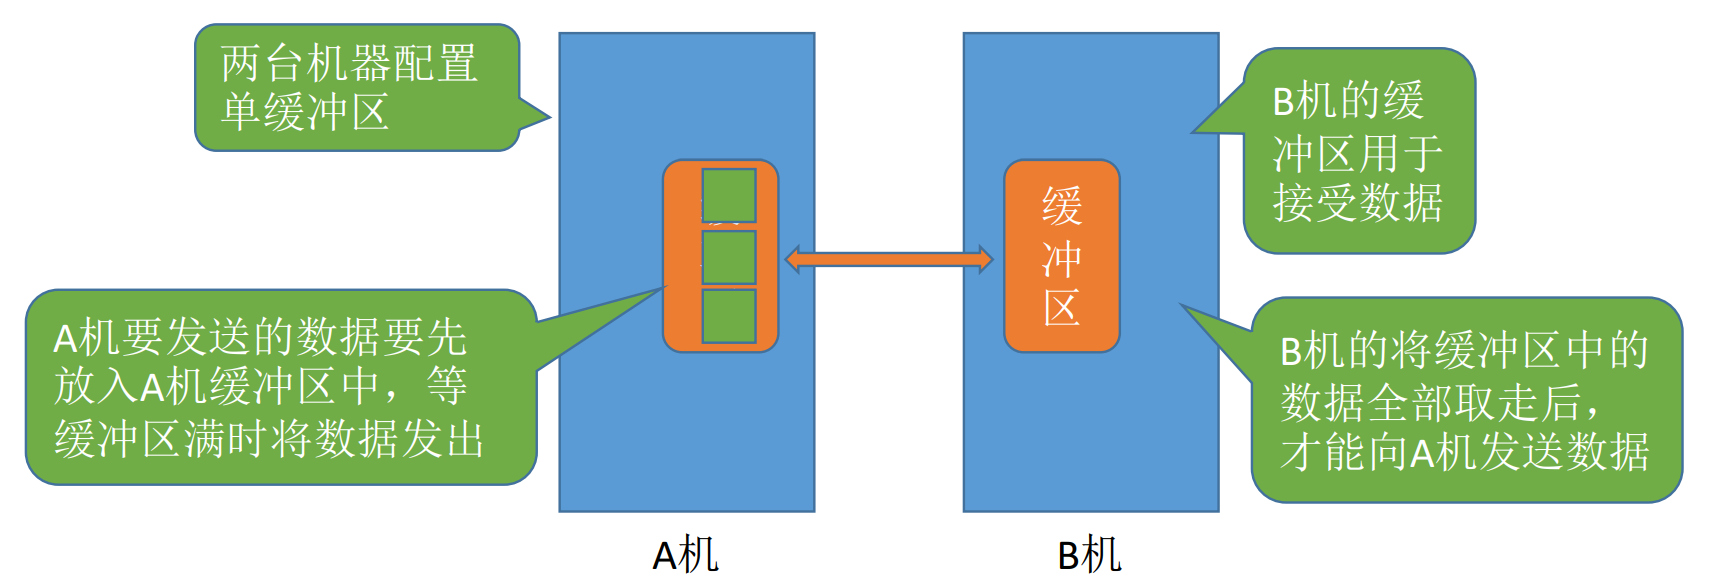 两台机器配置
单缓冲区
B机的缓
冲区用于
接受数据
缓
冲
区
A机要发送的数据要先
放入A机缓冲区中，等
缓冲区满时将数据发出
B机的将缓冲区中的
数据全部取走后，
才能向A机发送数据
A机
B机